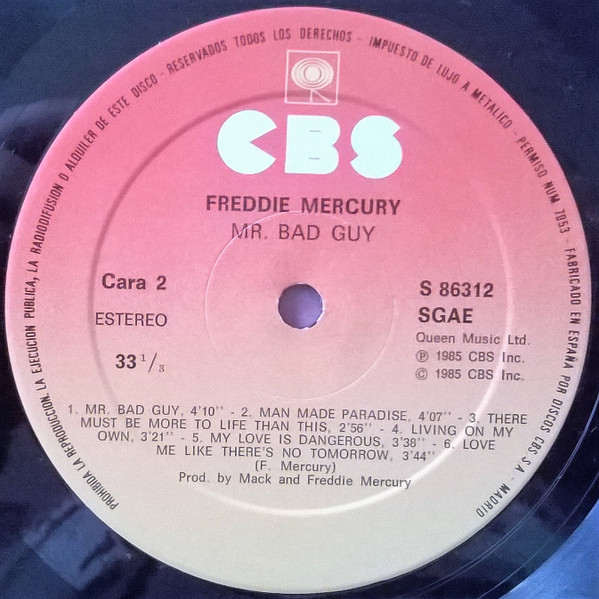 PROHIBIDA LA REPRODUCCION, LA EJECUCION PUBLICA, LA RADIODIFUSION O ALQUILER DE ESTE DISCO - RESERVADOS TODOS LOS DERECHOS - IMPUESTO DE LUJO A METALICO - PERMISO NUM. 7053 - FABRICADO EN ESPAÑA POR DISCOS CBS S.A. - MADRID
CBS
FREDDIE MERCURY
MR. BAD GUY
Cara 2
ESTEREO
33 1/3
S 86312
SGAE
Queen Music Ltd.
℗ 1985 CBS Inc.
© 1985 CBS Inc.
1. MR. BAD GUY, 4'10'' - 2. MAN MADE PARADISE, 4'07'' - 3. THERE
MUST BE MORE TO LIFE THAN THIS, 2'56'' - 4. LIVING ON MY
OWN, 3'21'' - 5. MY LOVE IS DANGEROUS, 3'38'' - 6. LOVE
ME LIKE THERE'S NO TOMORROW, 3'44''
(F. Mercury)
Prod. by Mack and Freddie Mercury